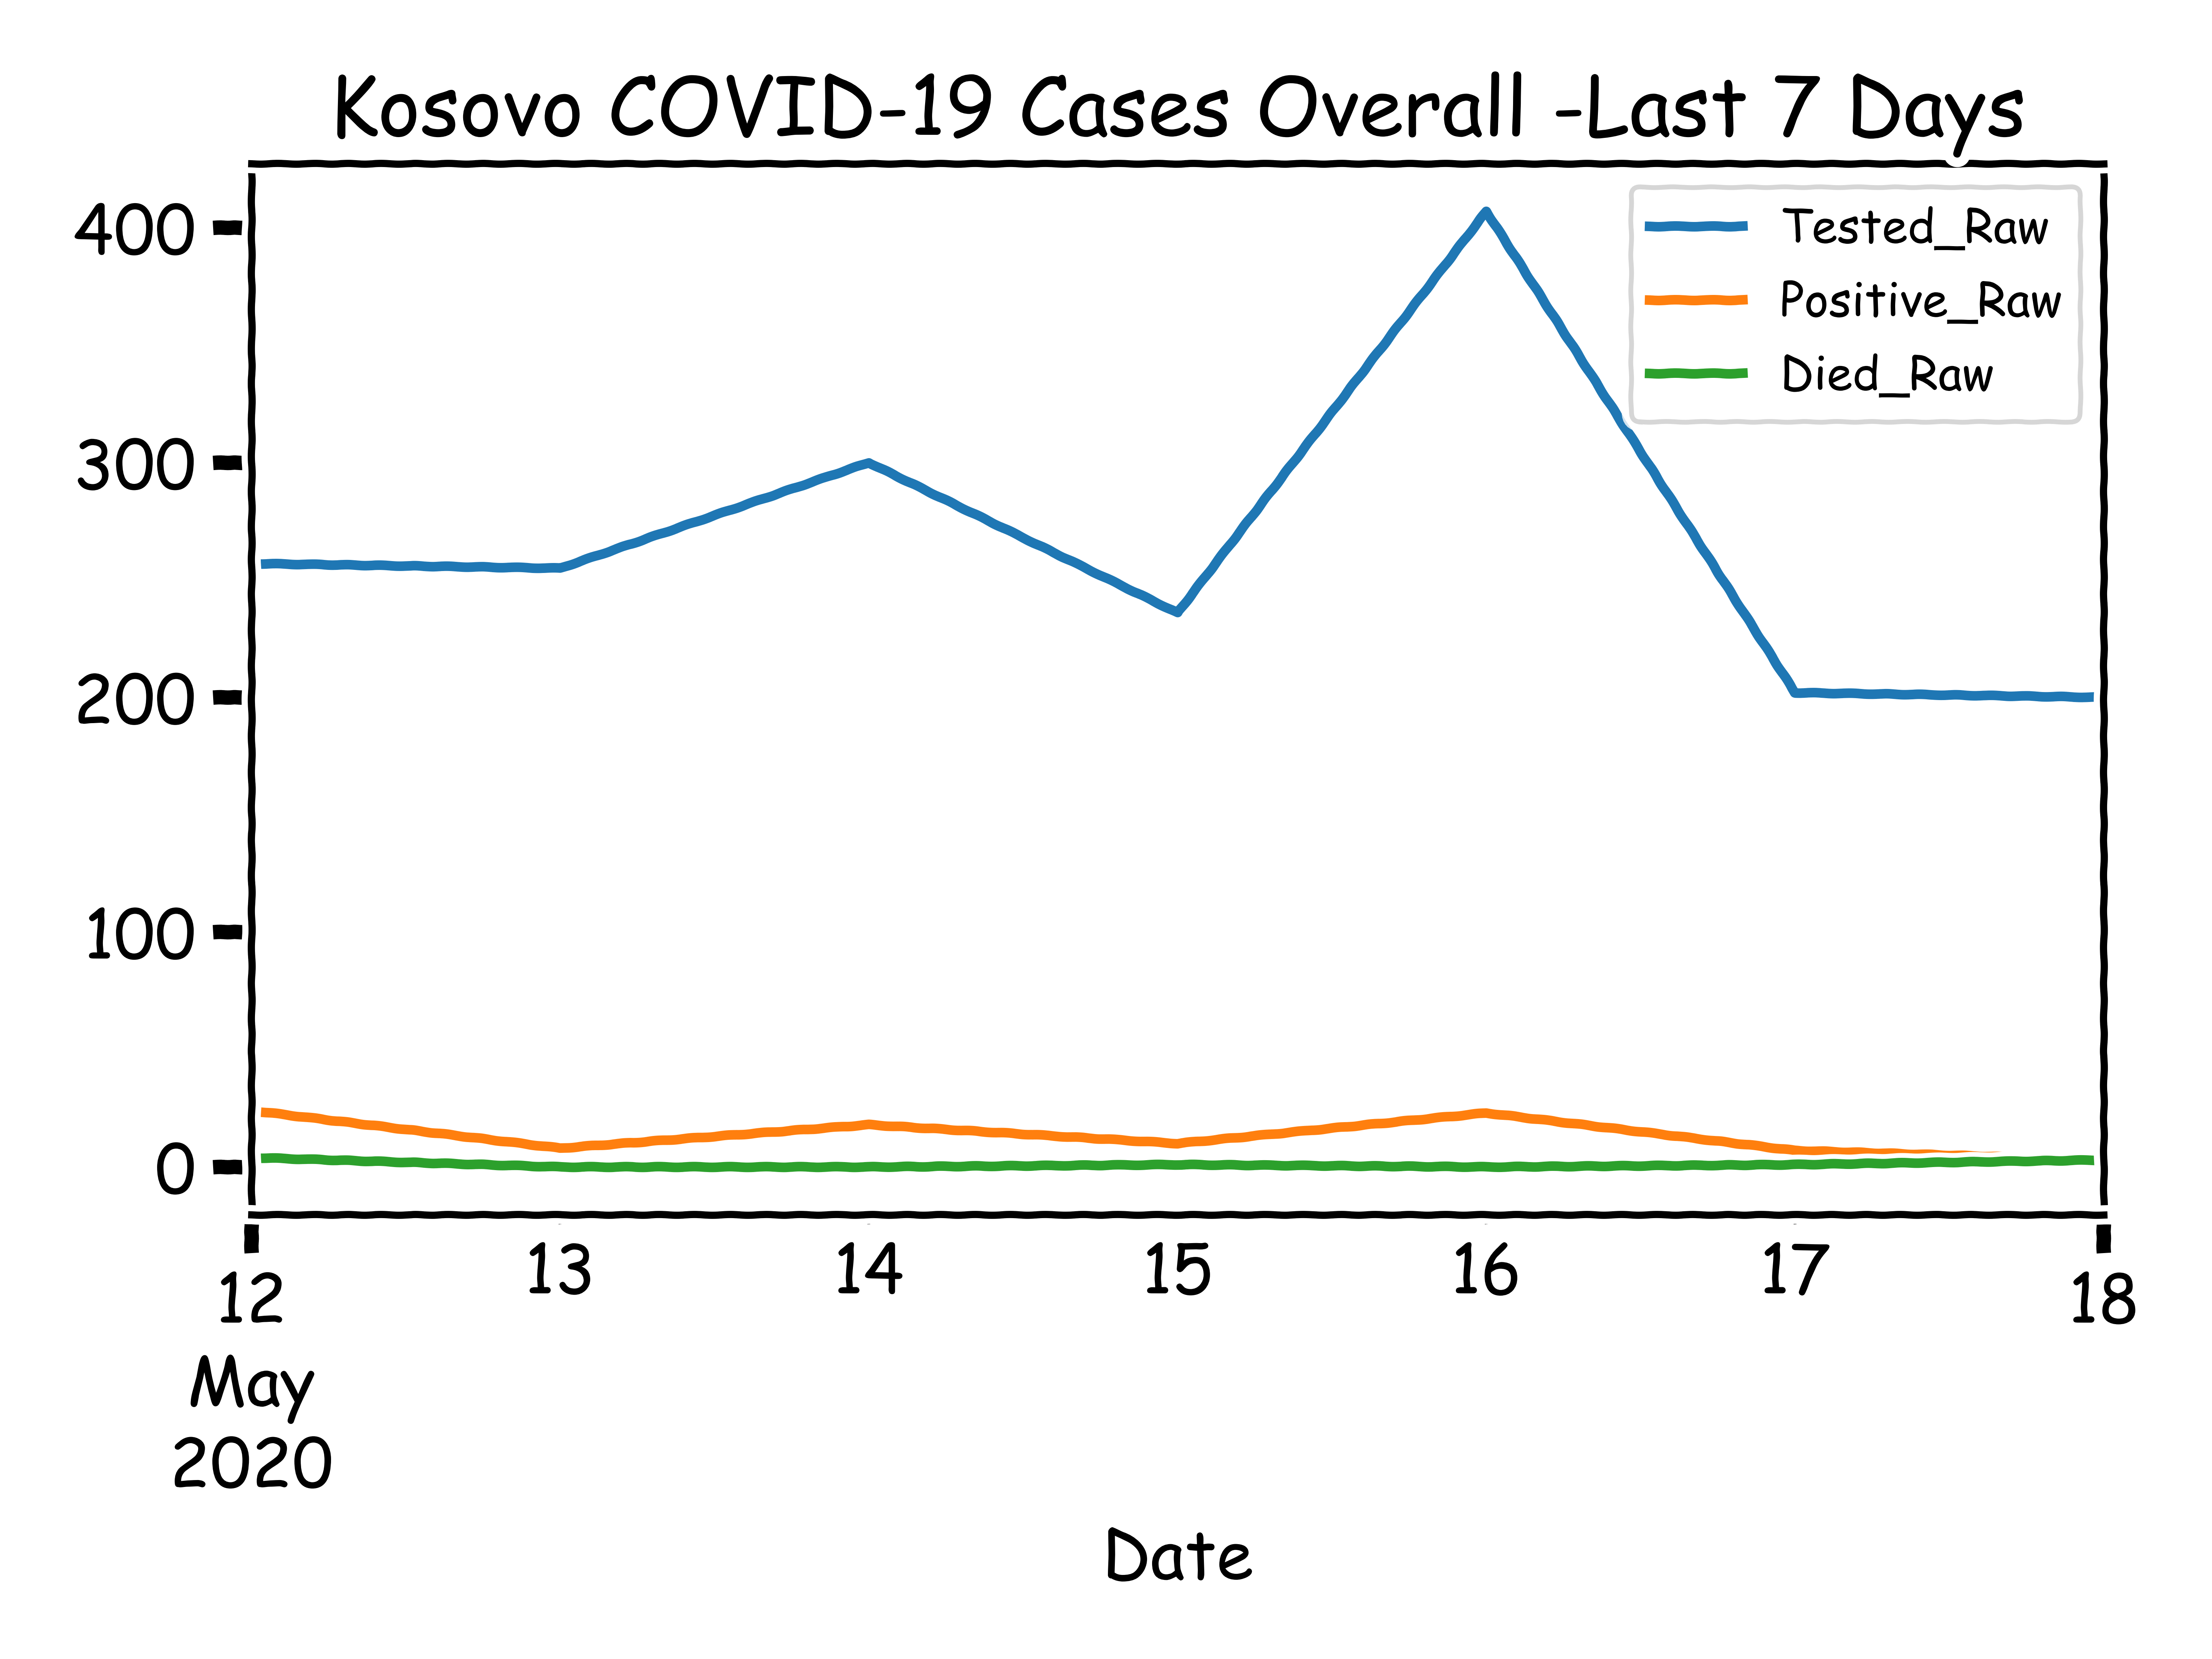 Kosovo COVID-19 Cases Overall -Last 7 Days
400
300
200
100
0
Tested_Raw
Positive_Raw
Died_Raw
12 13 14 15 16 17 18
May
2020
Date